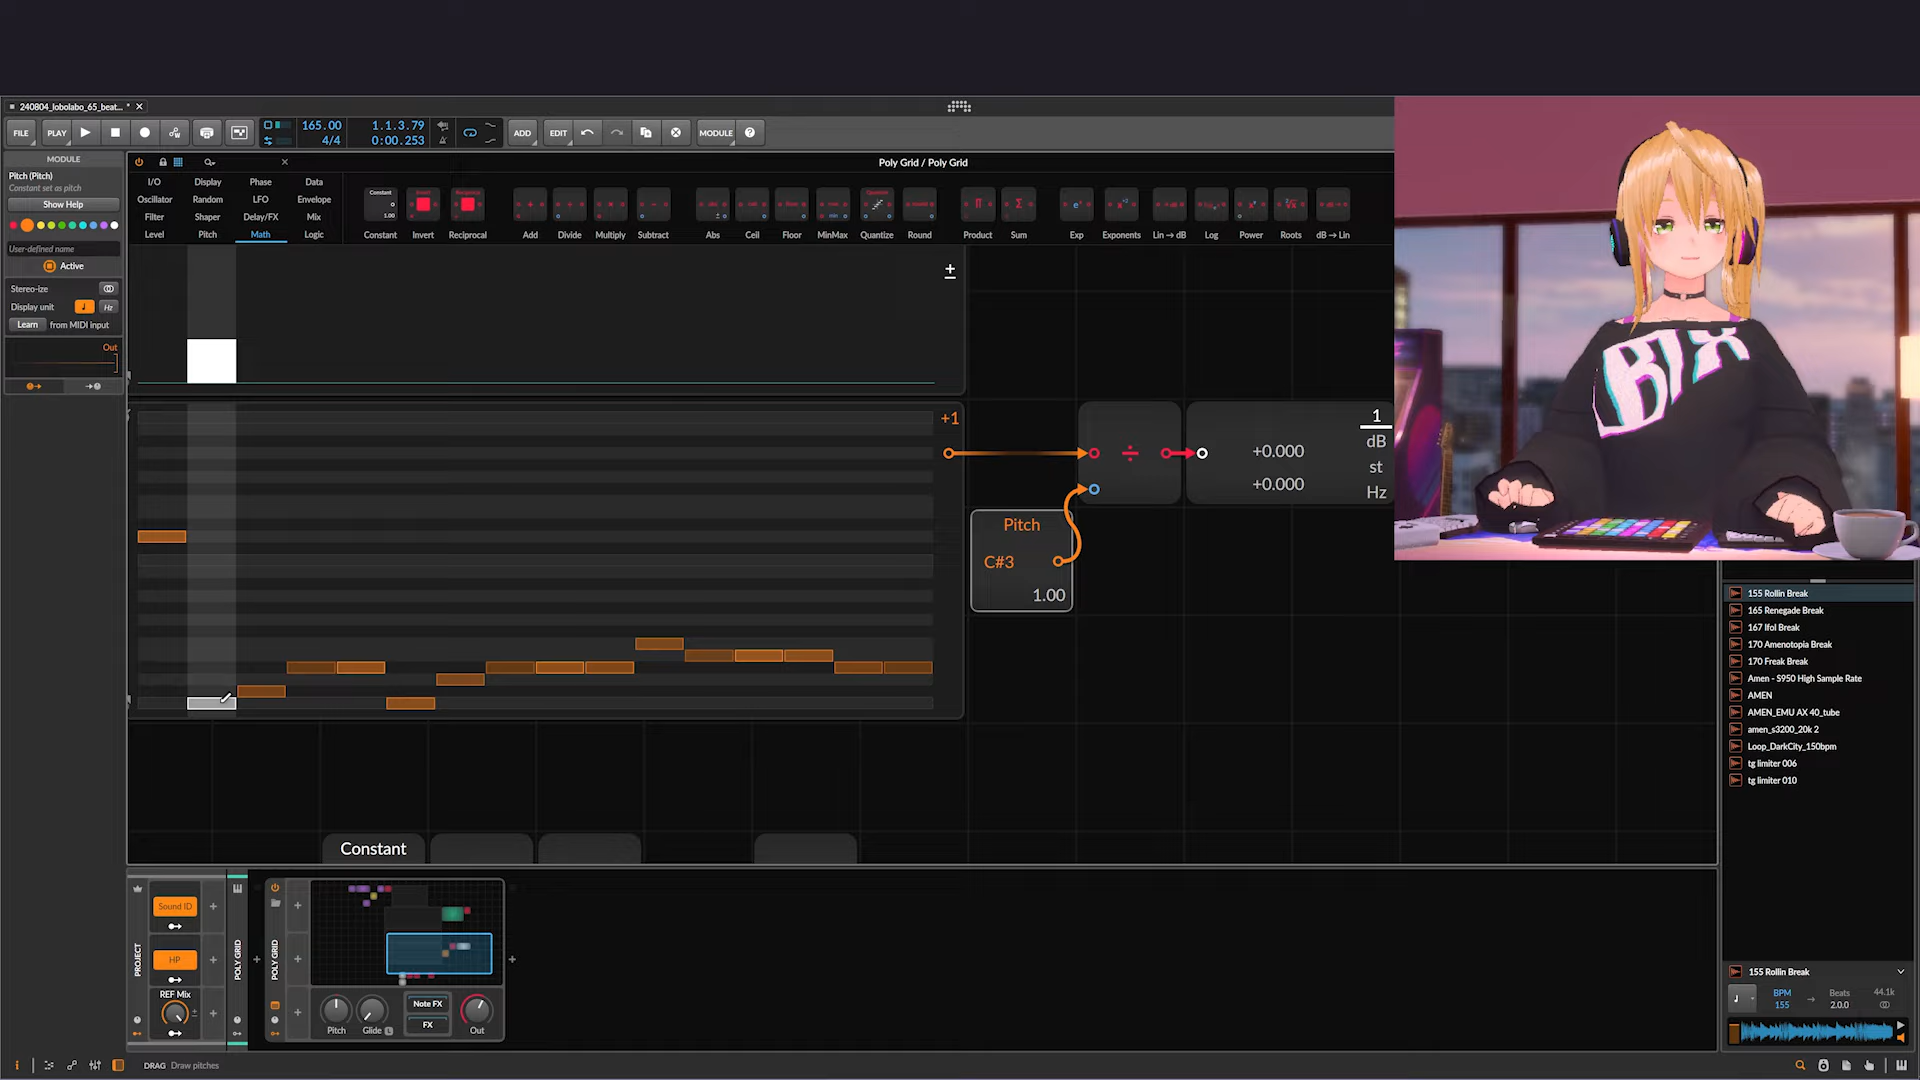 240804_lobolabo_65_beat... *
FILE
PLAY
165.00
4/4
1.1.3.79
0:00.253
ADD
EDIT
MODULE
MODULE
Pitch (Pitch)
Constant set as pitch
Show Help
User-defined name
Active
Stereo-ize
Display unit
Hz
Learn from MIDI input
Out
Poly Grid / Poly Grid
I/O Display Phase Data
Oscillator Random LFO Envelope
Filter Shaper Delay/FX Mix
Level Pitch Math Logic
Constant
1.00
Constant
Invert
Reciprocal
Add
Divide
Multiply
Subtract
Abs
Ceil
Floor
MinMax
Quantize
Round
Product
Sum
Exp
Exponents
Lin → dB
Log
Power
Roots
dB → Lin
+1
÷
+0.000
+0.000
1
dB
st
Hz
Pitch
C#3
1.00
BTX
Constant
155 Rollin Break
165 Renegade Break
167 Ifol Break
170 Amenotopia Break
170 Freak Break
Amen - S950 High Sample Rate
AMEN
AMEN_EMU AX 40_tube
amen_s3200_20k 2
Loop_DarkCity_150bpm
tg limiter 006
tg limiter 010
155 Rollin Break
BPM
155
Beats
2.0.0
44.1k
PROJECT
Sound ID
HP
REF Mix
POLY GRID
POLY GRID
Pitch
Glide L
Note FX
FX
Out
DRAG Draw pitches